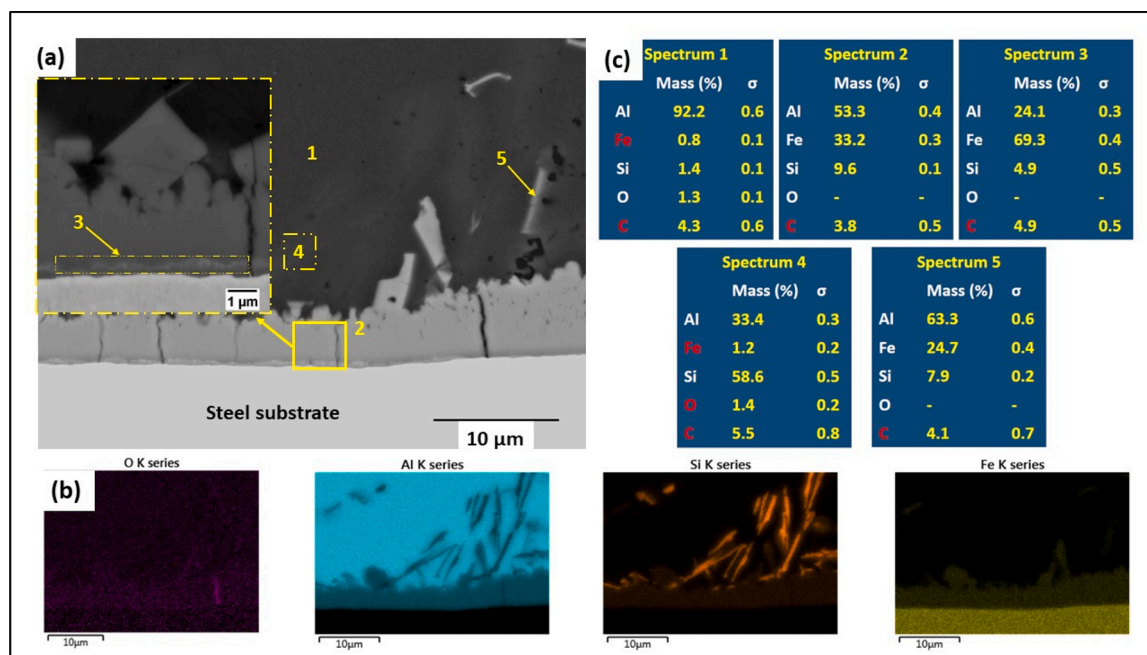 (a)
1
2
3
4
5
1 µm
Steel substrate
10 µm
(c)
Spectrum 1
Mass (%) σ
Al 92.2 0.6
Fe 0.8 0.1
Si 1.4 0.1
O 1.3 0.1
C 4.3 0.6
Spectrum 2
Mass (%) σ
Al 53.3 0.4
Fe 33.2 0.3
Si 9.6 0.1
O - -
C 3.8 0.5
Spectrum 3
Mass (%) σ
Al 24.1 0.3
Fe 69.3 0.4
Si 4.9 0.5
O - -
C 4.9 0.5
Spectrum 4
Mass (%) σ
Al 33.4 0.3
Fe 1.2 0.2
Si 58.6 0.5
O 1.4 0.2
C 5.5 0.8
Spectrum 5
Mass (%) σ
Al 63.3 0.6
Fe 24.7 0.4
Si 7.9 0.2
O - -
C 4.1 0.7
(b)
O K series
10µm
Al K series
10µm
Si K series
10µm
Fe K series
10µm